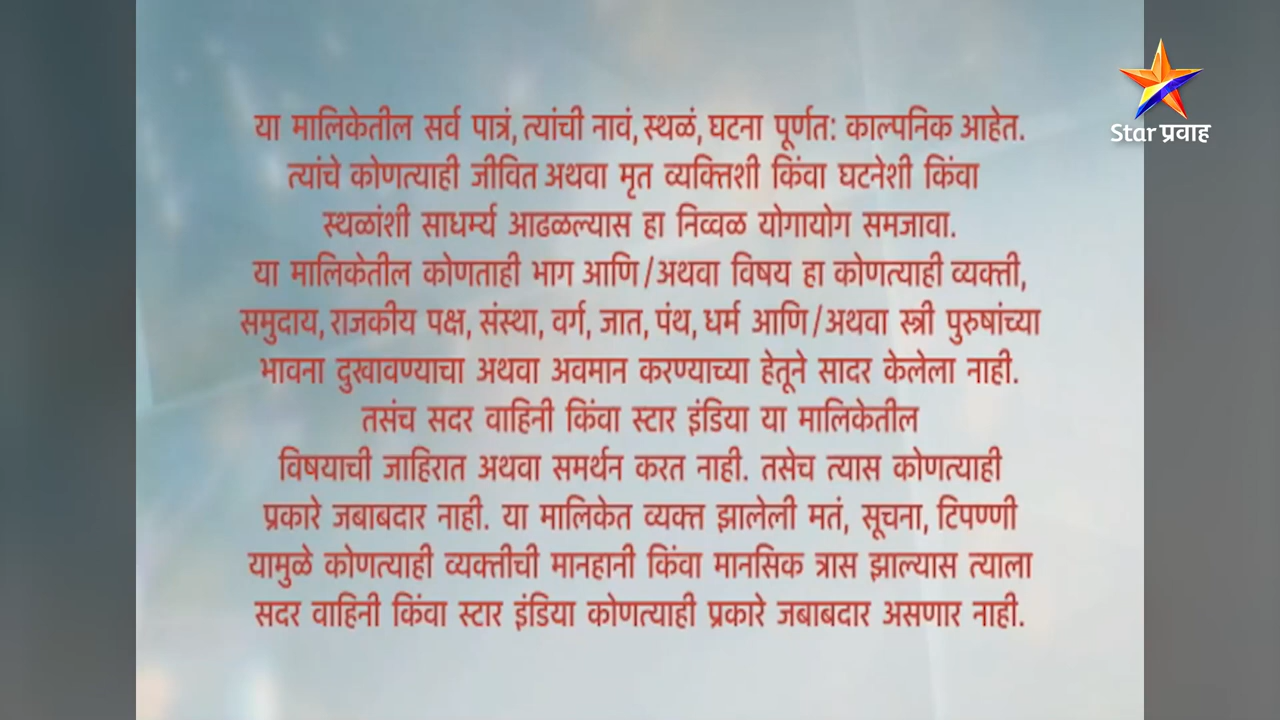 या मालिकेतील सर्व पात्रं, त्यांची नावं, स्थळं, घटना पूर्णत: काल्पनिक आहेत.
त्यांचे कोणत्याही जीवित अथवा मृत व्यक्तिशी किंवा घटनेशी किंवा
स्थळांशी साधर्म्य आढळल्यास हा निव्वळ योगायोग समजावा.
या मालिकेतील कोणताही भाग आणि/अथवा विषय हा कोणत्याही व्यक्ती,
समुदाय, राजकीय पक्ष, संस्था, वर्ग, जात, पंथ, धर्म आणि/अथवा स्त्री पुरुषांच्या
भावना दुखावण्याचा अथवा अवमान करण्याच्या हेतूने सादर केलेला नाही.
तसंच सदर वाहिनी किंवा स्टार इंडिया या मालिकेतील
विषयाची जाहिरात अथवा समर्थन करत नाही. तसेच त्यास कोणत्याही
प्रकारे जबाबदार नाही. या मालिकेत व्यक्त झालेली मतं, सूचना, टिपण्णी
यामुळे कोणत्याही व्यक्तीची मानहानी किंवा मानसिक त्रास झाल्यास त्याला
सदर वाहिनी किंवा स्टार इंडिया कोणत्याही प्रकारे जबाबदार असणार नाही.
Star प्रवाह